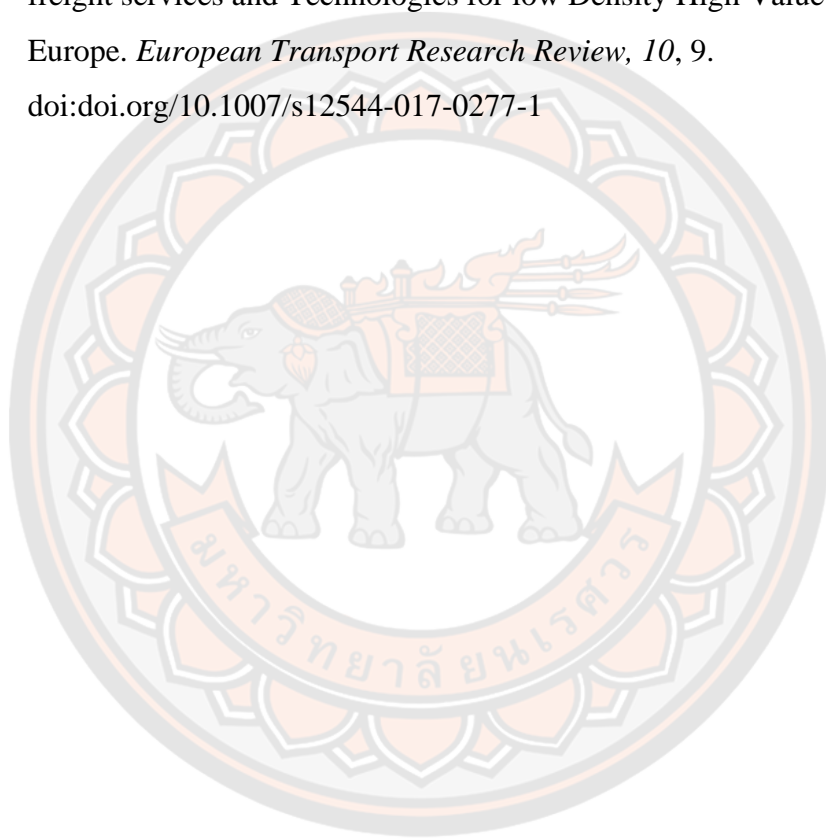 freight services and Technologies for low Density High Value
Europe. European Transport Research Review, 10, 9.
doi:doi.org/10.1007/s12544-017-0277-1
มหาวิทยาลัยนเรศวร